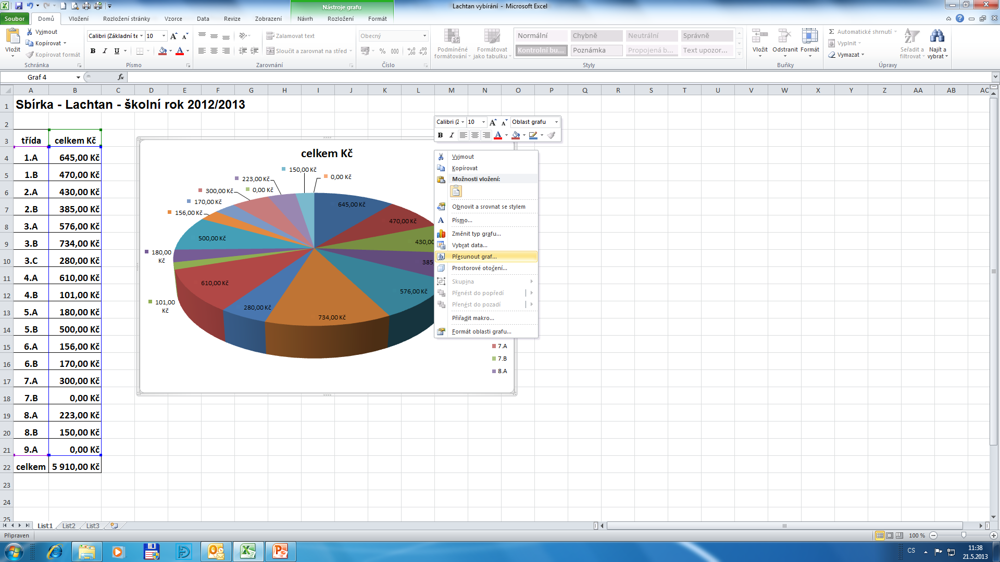 Nástroje grafu
Lachtan vybírání - Microsoft Excel
Soubor Domů Vložení Rozložení stránky Vzorce Data Revize Zobrazení Návrh Rozložení Formát
Vložit
Vyjmout
Kopírovat
Kopírovat formát
Schránka
Calibri (Základní te 10
B I U
Písmo
Zalamovat text
Sloučit a zarovnat na střed
Zarovnání
Obecný
% 000
Číslo
Podmíněné formátování
Formátovat jako tabulku
Normální Chybně Neutrální Správně
Kontrolní bu... Poznámka Propojená b... Text upozor...
Styly
Vložit Odstranit Formát
Buňky
Automatické shrnutí
Vyplnit
Vymazat
Seřadit a filtrovat
Najít a vybrat
Úpravy
Graf 4
fx
A B C D E F G H I J K L M N O P Q R S T U V W X Y Z AA AB AC
1 Sbírka - Lachtan - školní rok 2012/2013
2
3 třída celkem Kč
4 1.A 645,00 Kč
5 1.B 470,00 Kč
6 2.A 430,00 Kč
7 2.B 385,00 Kč
8 3.A 576,00 Kč
9 3.B 734,00 Kč
10 3.C 280,00 Kč
11 4.A 610,00 Kč
12 4.B 101,00 Kč
13 5.A 180,00 Kč
14 5.B 500,00 Kč
15 6.A 156,00 Kč
16 6.B 170,00 Kč
17 7.A 300,00 Kč
18 7.B 0,00 Kč
19 8.A 223,00 Kč
20 8.B 150,00 Kč
21 9.A 0,00 Kč
22 celkem 5 910,00 Kč
23
24
25
celkem Kč
150,00 Kč
0,00 Kč
223,00 Kč
300,00 Kč
0,00 Kč
170,00 Kč
156,00 Kč
645,00 Kč
470,00 Kč
500,00 Kč
430,00
180,00
Kč
385
610,00 Kč
576,00 Kč
101,00
Kč
280,00 Kč
734,00 Kč
7.A
7.B
8.A
Calibri (Z 10 Oblast grafu
B I
Vyjmout
Kopírovat
Možnosti vložení:
Obnovit a srovnat se stylem
Písmo...
Změnit typ grafu...
Vybrat data...
Přesunout graf...
Prostorové otočení...
Skupina
Přenést do popředí
Přenést do pozadí
Přiřadit makro...
Formát oblasti grafu...
List1 List2 List3
Připraven
100 %
CS
11:38
21.5.2013